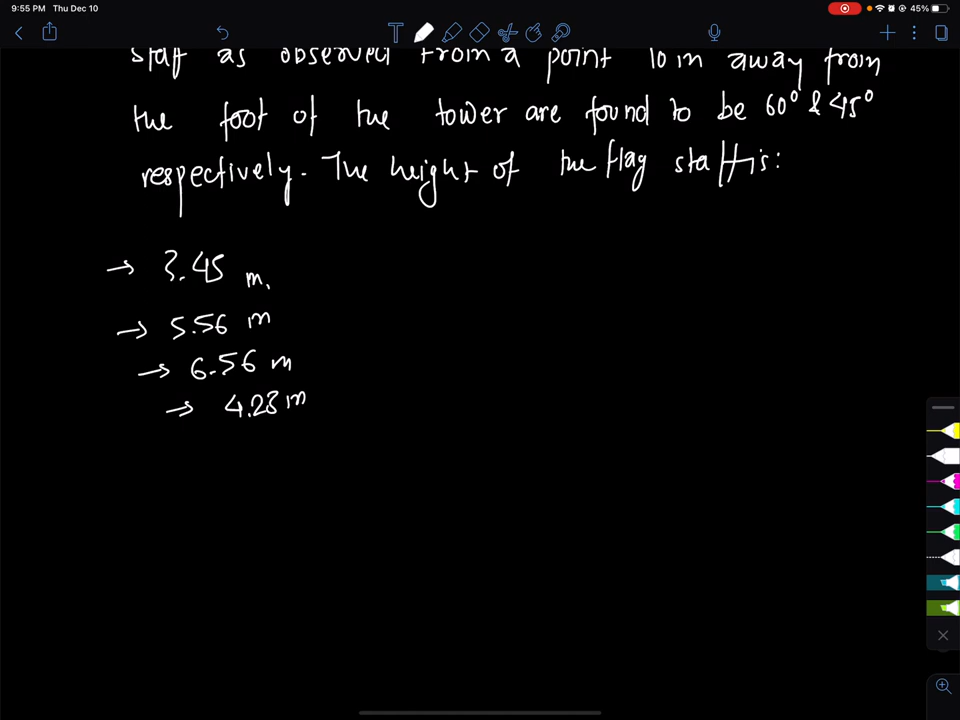 9:55 PM Thu Dec 10
45%
staff as observed from a point 10 m away from
the foot of the tower are found to be 60° & 45°
respectively. The height of the flag staff is:
→ 3.45 m.
→ 5.56 m
→ 6.56 m
→ 4.28 m